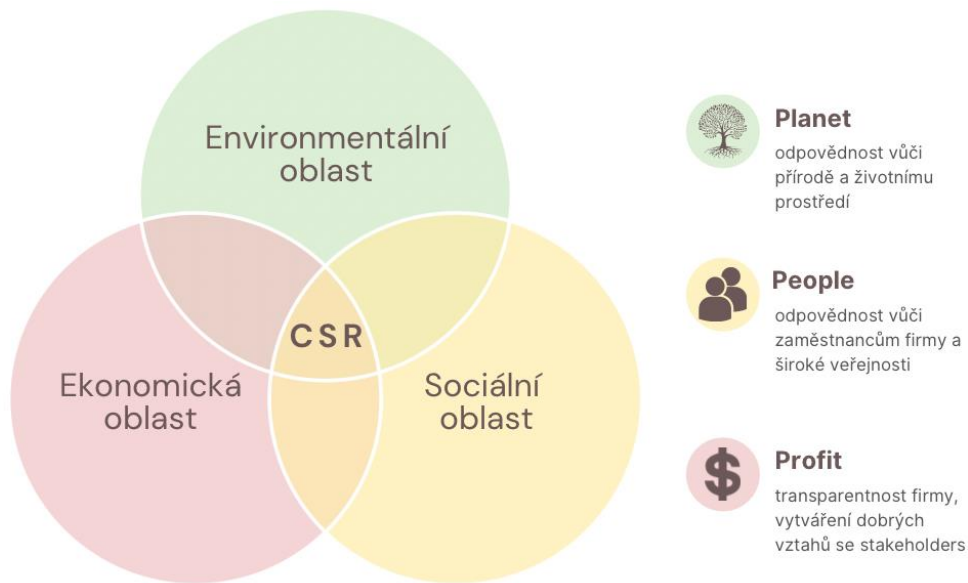 Environmentální
oblast
CSR
Ekonomická
oblast
Sociální
oblast
Planet
odpovědnost vůči
přírodě a životnímu
prostředí
People
odpovědnost vůči
zaměstnancům firmy a
široké veřejnosti
$
Profit
transparentnost firmy,
vytváření dobrých
vztahů se stakeholders